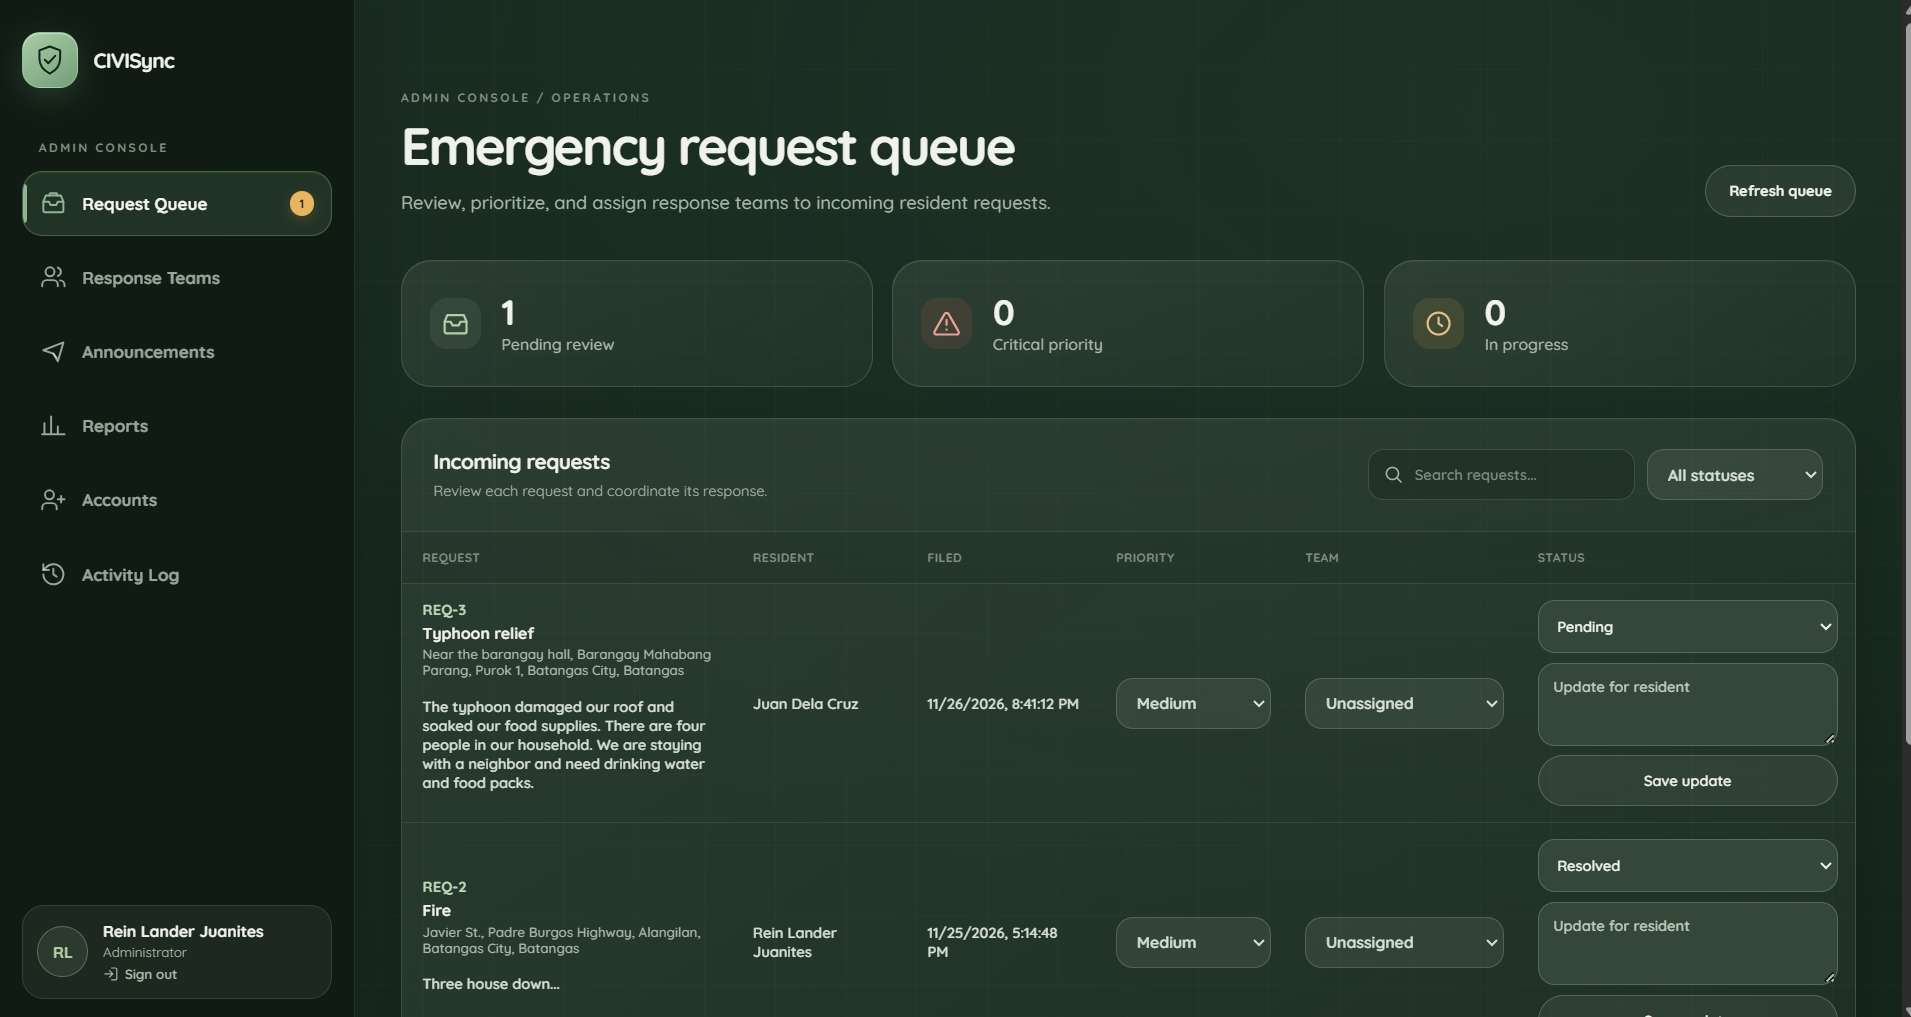 CIVISync
ADMIN CONSOLE
Request Queue
1
Response Teams
Announcements
Reports
Accounts
Activity Log
RL
Rein Lander Juanites
Administrator
Sign out
ADMIN CONSOLE / OPERATIONS
Emergency request queue
Review, prioritize, and assign response teams to incoming resident requests.
Refresh queue
1
Pending review
0
Critical priority
0
In progress
Incoming requests
Review each request and coordinate its response.
Search requests...
All statuses
REQUEST
RESIDENT
FILED
PRIORITY
TEAM
STATUS
REQ-3
Typhoon relief
Near the barangay hall, Barangay Mahabang
Parang, Purok 1, Batangas City, Batangas
The typhoon damaged our roof and
soaked our food supplies. There are four
people in our household. We are staying
with a neighbor and need drinking water
and food packs.
Juan Dela Cruz
11/26/2026, 8:41:12 PM
Medium
Unassigned
Pending
Update for resident
Save update
REQ-2
Fire
Javier St., Padre Burgos Highway, Alangilan,
Batangas City, Batangas
Three house down...
Rein Lander
Juanites
11/25/2026, 5:14:48
PM
Medium
Unassigned
Resolved
Update for resident